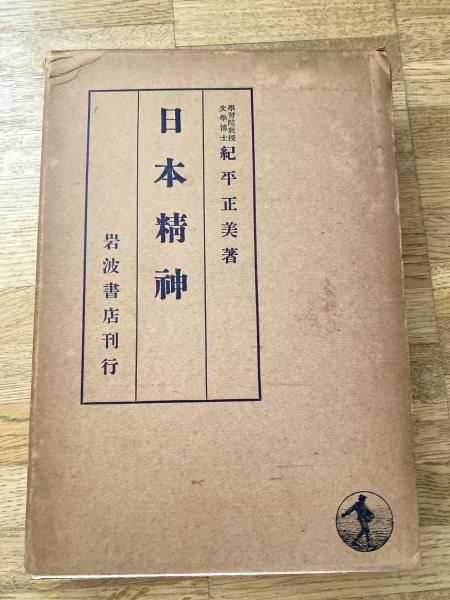 學習院教授
文學博士
紀平正美著
日本精神
岩波書店刊行